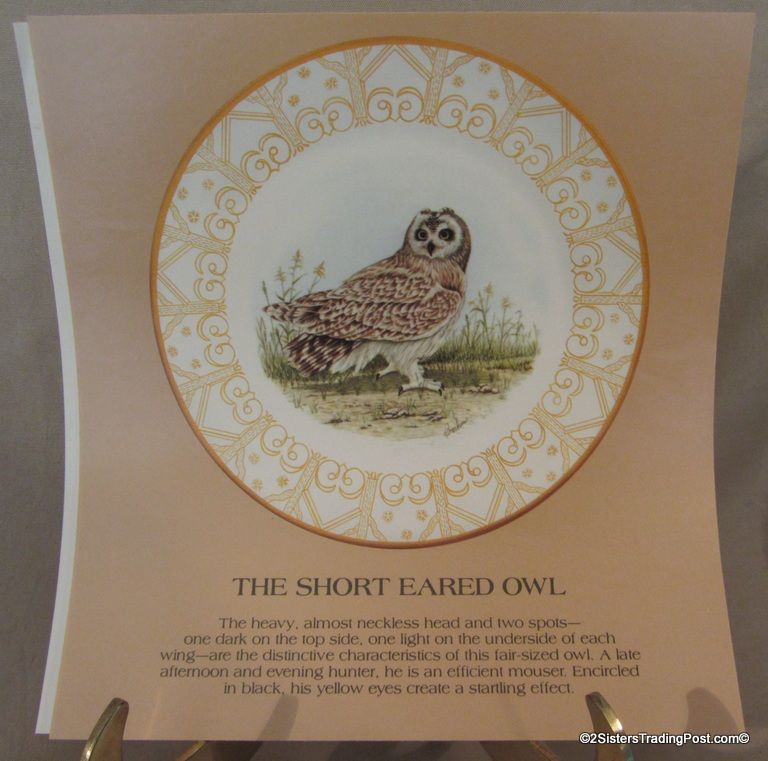 THE SHORT EARED OWL
The heavy, almost neckless head and two spots—
one dark on the top side, one light on the underside of each
wing—are the distinctive characteristics of this fair-sized owl. A late
afternoon and evening hunter, he is an efficient mouser. Encircled
in black, his yellow eyes create a startling effect.
©2SistersTradingPost.com©